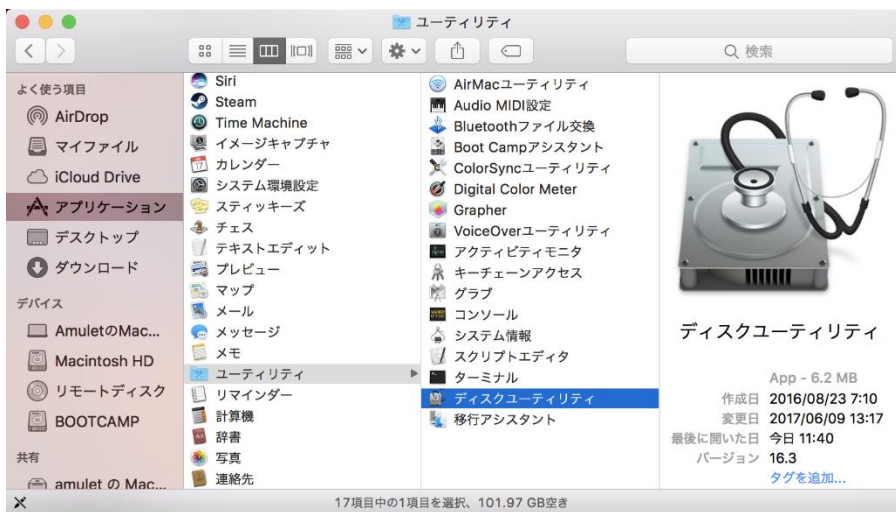 ユーティリティ
検索
よく使う項目
AirDrop
マイファイル
iCloud Drive
アプリケーション
デスクトップ
ダウンロード
デバイス
AmuletのMac...
Macintosh HD
リモートディスク
BOOTCAMP
共有
amulet の Mac...
Siri
Steam
Time Machine
イメージキャプチャ
カレンダー
システム環境設定
スティッキーズ
チェス
テキストエディット
プレビュー
マップ
メール
メッセージ
メモ
ユーティリティ
リマインダー
計算機
辞書
写真
連絡先
AirMacユーティリティ
Audio MIDI設定
Bluetoothファイル交換
Boot Campアシスタント
ColorSyncユーティリティ
Digital Color Meter
Grapher
VoiceOverユーティリティ
アクティビティモニタ
キーチェーンアクセス
グラブ
コンソール
システム情報
スクリプトエディタ
ターミナル
ディスクユーティリティ
移行アシスタント
ディスクユーティリティ
App - 6.2 MB
作成日 2016/08/23 7:10
変更日 2017/06/09 13:17
最後に開いた日 今日 11:40
バージョン 16.3
タグを追加...
17項目中の1項目を選択、101.97 GB空き